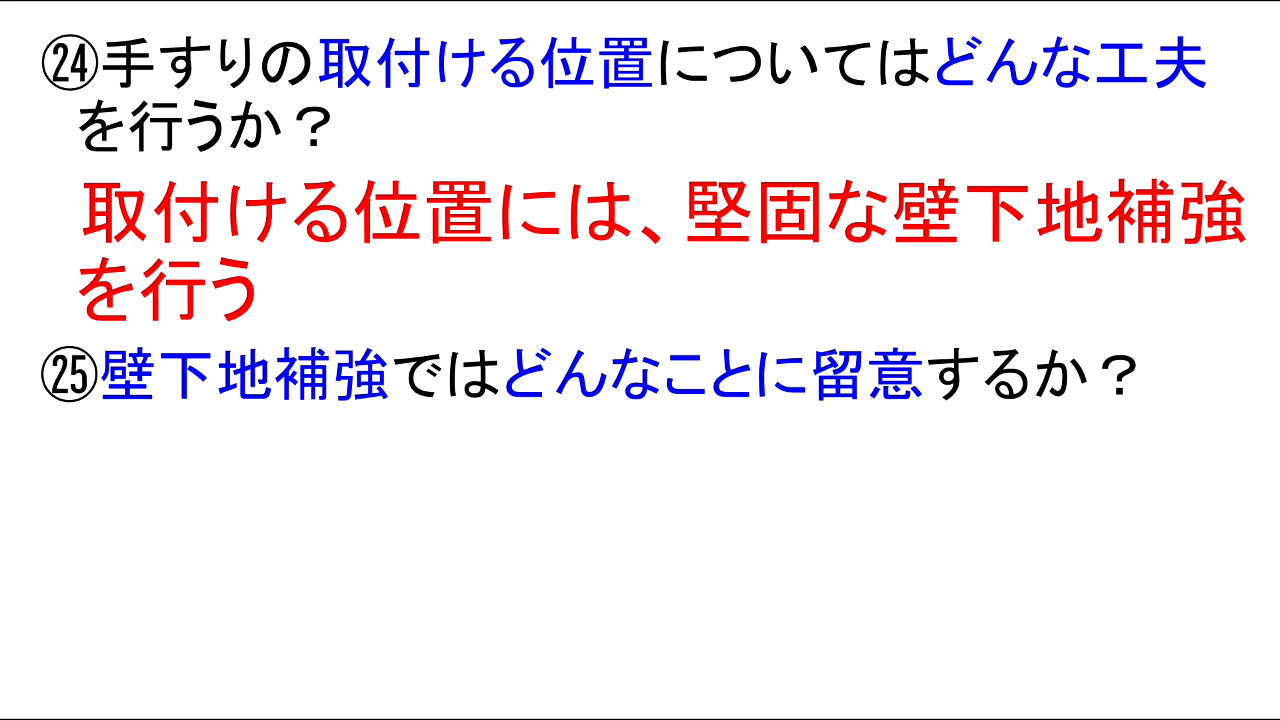 ㉔手すりの取付ける位置についてはどんな工夫
を行うか？
取付ける位置には、堅固な壁下地補強
を行う
㉕壁下地補強ではどんなことに留意するか？